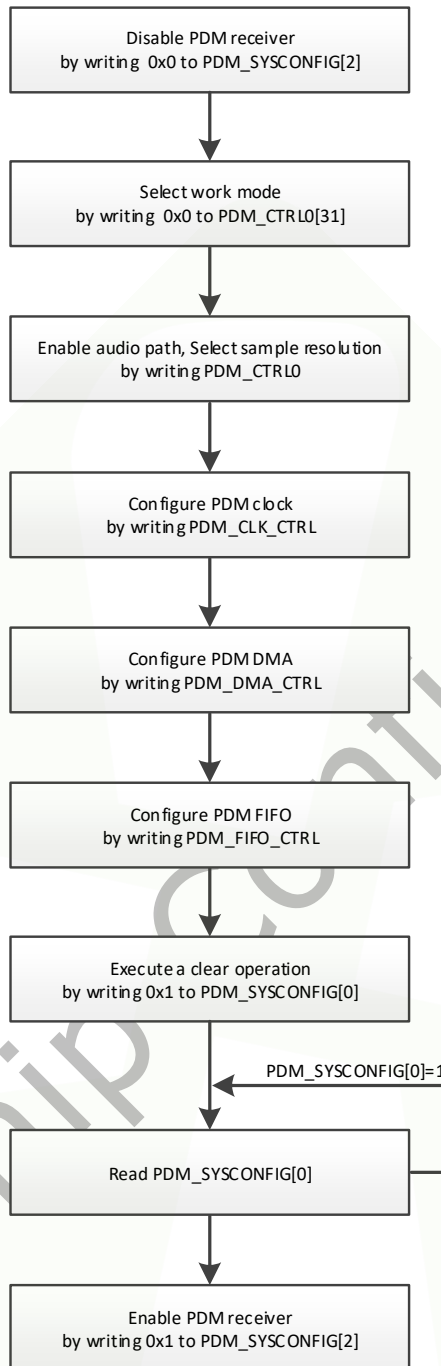 Disable PDM receiver
by writing 0x0 to PDM_SYSCONFIG[2]
Select work mode
by writing 0x0 to PDM_CTRL0[31]
Enable audio path, Select sample resolution
by writing PDM_CTRL0
Configure PDM clock
by writing PDM_CLK_CTRL
Configure PDM DMA
by writing PDM_DMA_CTRL
Configure PDM FIFO
by writing PDM_FIFO_CTRL
Execute a clear operation
by writing 0x1 to PDM_SYSCONFIG[0]
PDM_SYSCONFIG[0]=1
Read PDM_SYSCONFIG[0]
Enable PDM receiver
by writing 0x1 to PDM_SYSCONFIG[2]